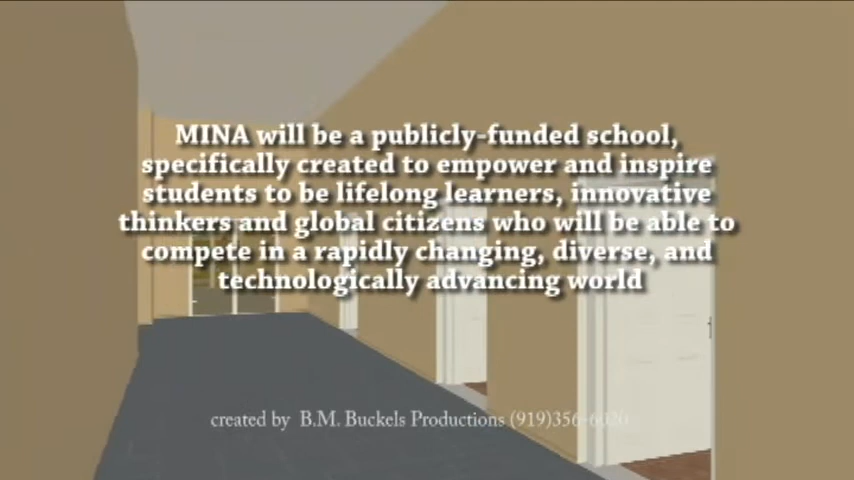 MINA will be a publicly-funded school,
specifically created to empower and inspire
students to be lifelong learners, innovative
thinkers and global citizens who will be able to
compete in a rapidly changing, diverse, and
technologically advancing world
created by B.M. Buckels Productions